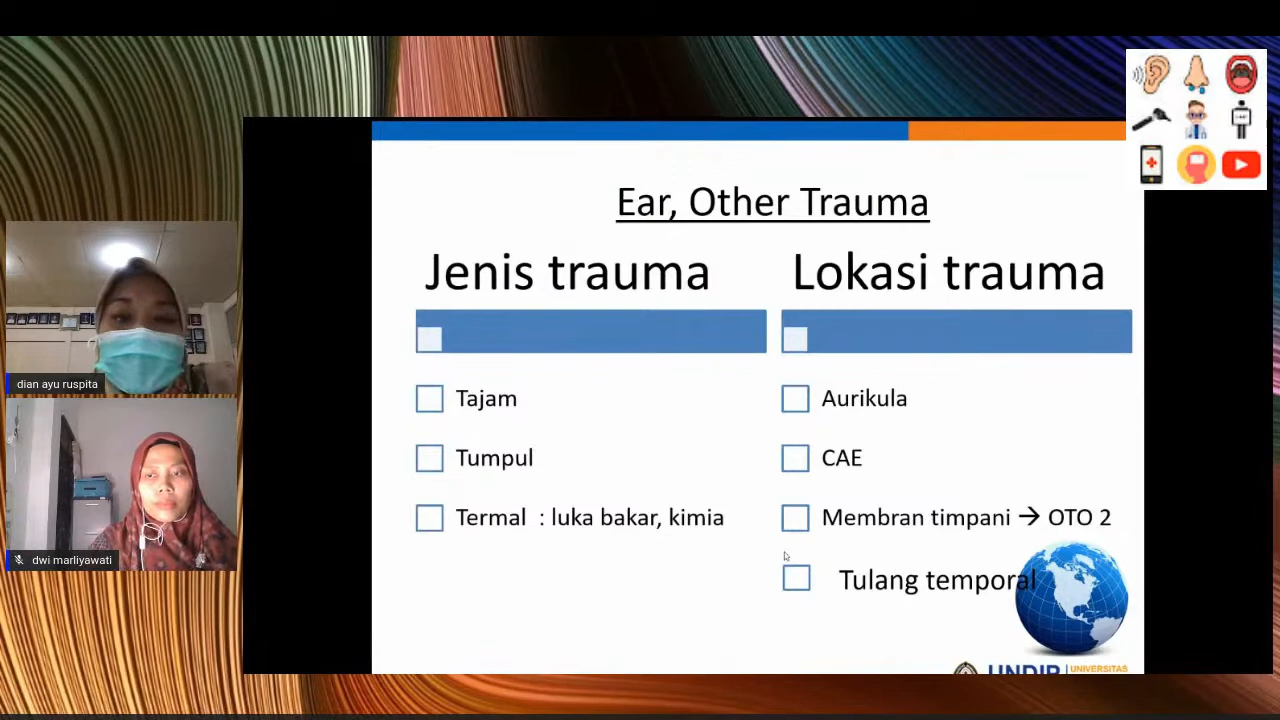 Ear, Other Trauma
Jenis trauma
Tajam
Tumpul
Termal : luka bakar, kimia
Lokasi trauma
Aurikula
CAE
Membran timpani → OTO 2
Tulang temporal
UNDIP
UNIVERSITAS
dian ayu ruspita
dwi marliyawati